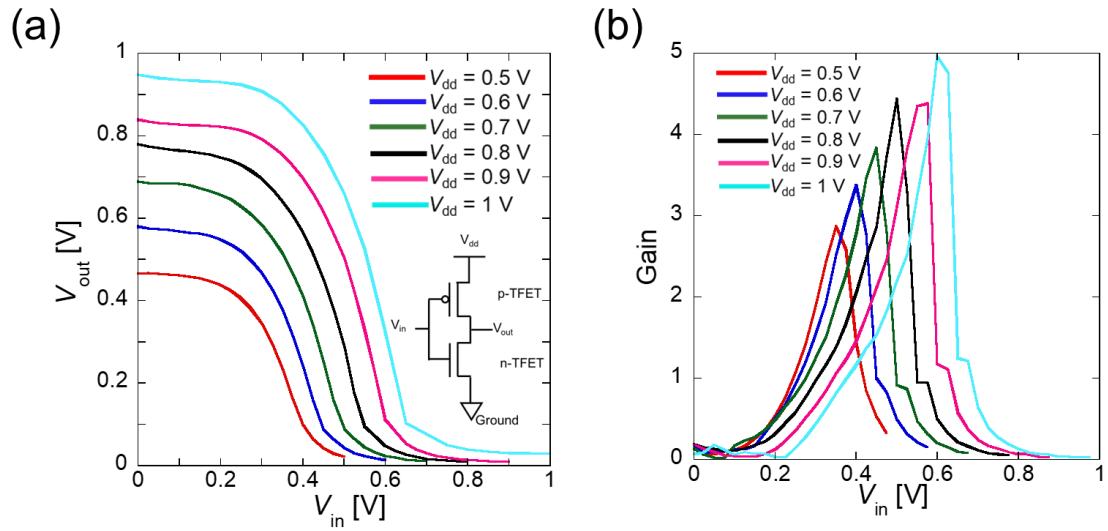 (a)
V_out [V]
1
0.8
0.6
0.4
0.2
0
V_dd = 0.5 V
V_dd = 0.6 V
V_dd = 0.7 V
V_dd = 0.8 V
V_dd = 0.9 V
V_dd = 1 V
V_dd
p-TFET
V_in
V_out
n-TFET
Ground
0 0.2 0.4 0.6 0.8 1
V_in [V]
(b)
Gain
5
4
3
2
1
0
V_dd = 0.5 V
V_dd = 0.6 V
V_dd = 0.7 V
V_dd = 0.8 V
V_dd = 0.9 V
V_dd = 1 V
0 0.2 0.4 0.6 0.8 1
V_in [V]